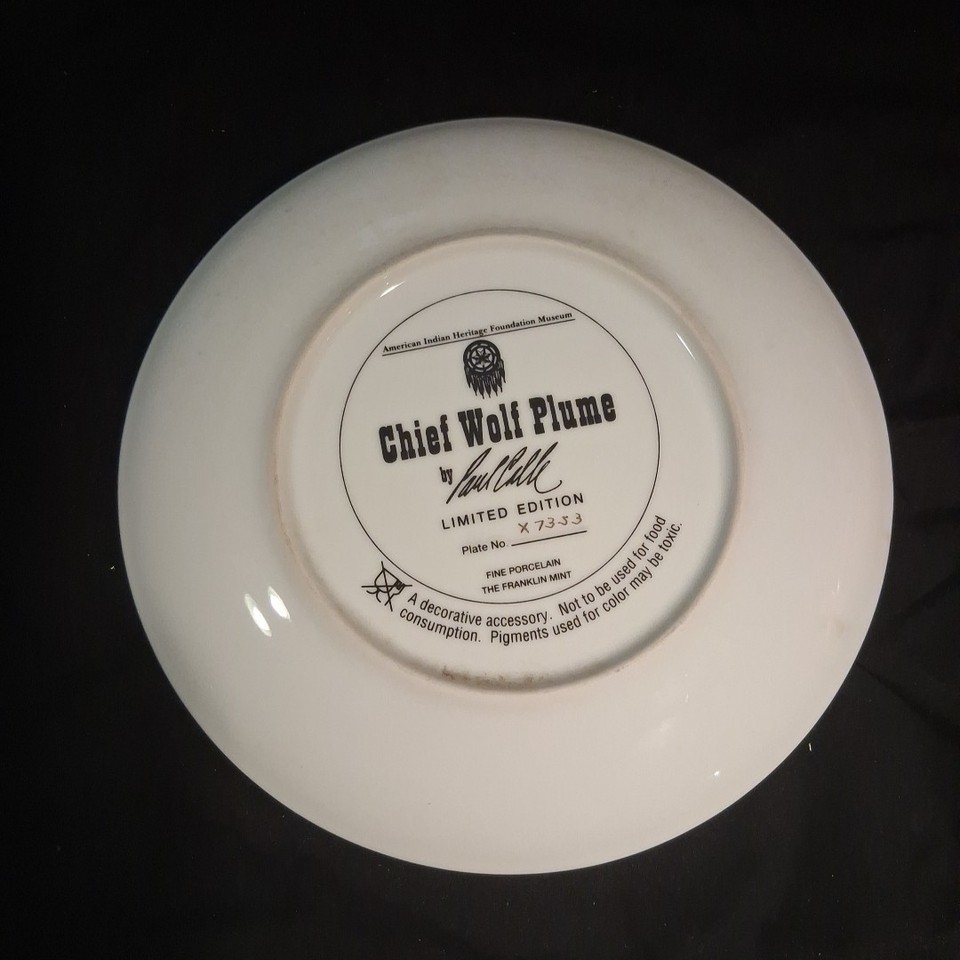 American Indian Heritage Foundation Museum
Chief Wolf Plume
by Paul Calle
LIMITED EDITION
Plate No. X7353
FINE PORCELAIN
THE FRANKLIN MINT
A decorative accessory. Not to be used for food
consumption. Pigments used for color may be toxic.